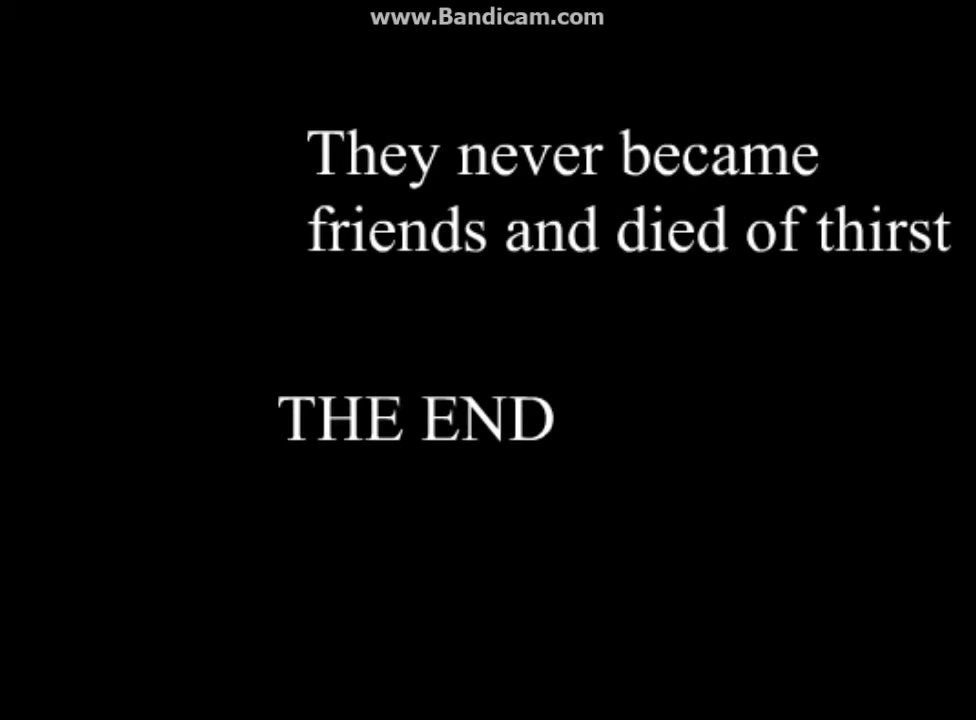 www.Bandicam.com
They never became
friends and died of thirst
THE END